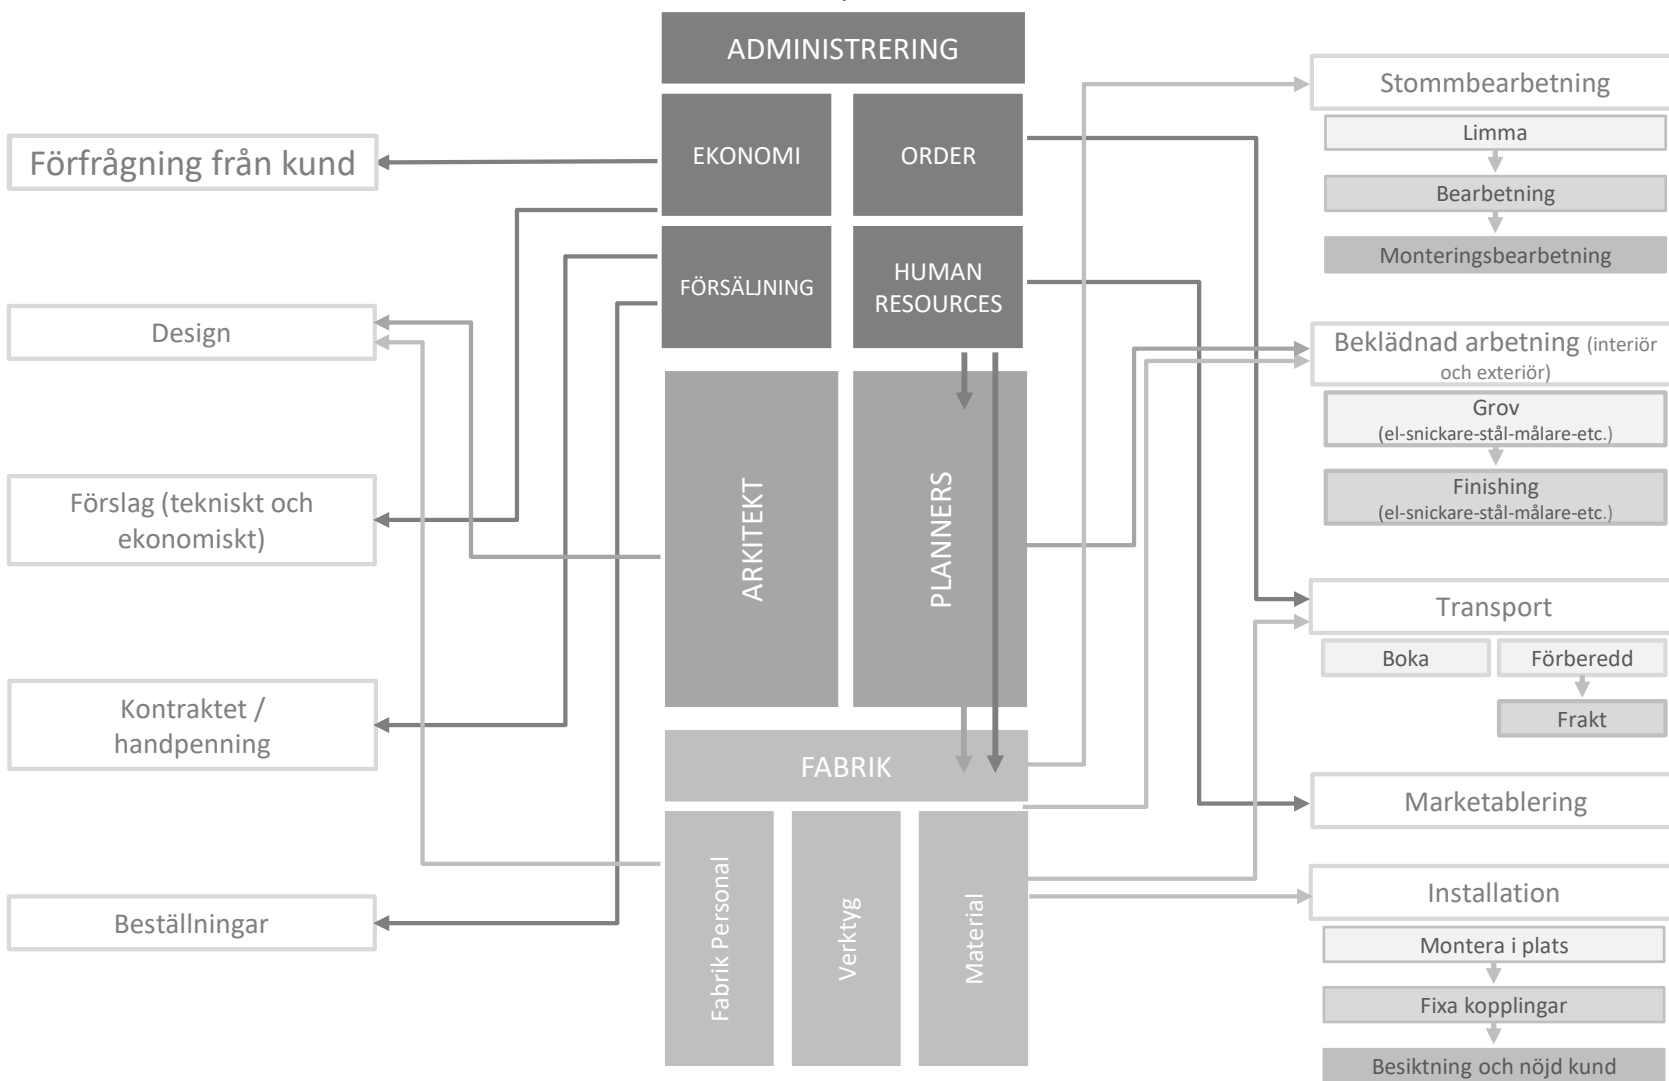 ADMINISTRERING
EKONOMI
ORDER
FÖRSÄLJNING
HUMAN
RESOURCES
ARKITEKT
PLANNERS
FABRIK
Fabrik Personal
Verktyg
Material
Förfrågning från kund
Design
Förslag (tekniskt och
ekonomiskt)
Kontraktet /
handpenning
Beställningar
Stommbearbetning
Limma
Bearbetning
Monteringsbearbetning
Beklädnad arbetning (interiör
och exteriör)
Grov
(el-snickare-stål-målare-etc.)
Finishing
(el-snickare-stål-målare-etc.)
Transport
Boka
Förberedd
Frakt
Marketablering
Installation
Montera i plats
Fixa kopplingar
Besiktning och nöjd kund